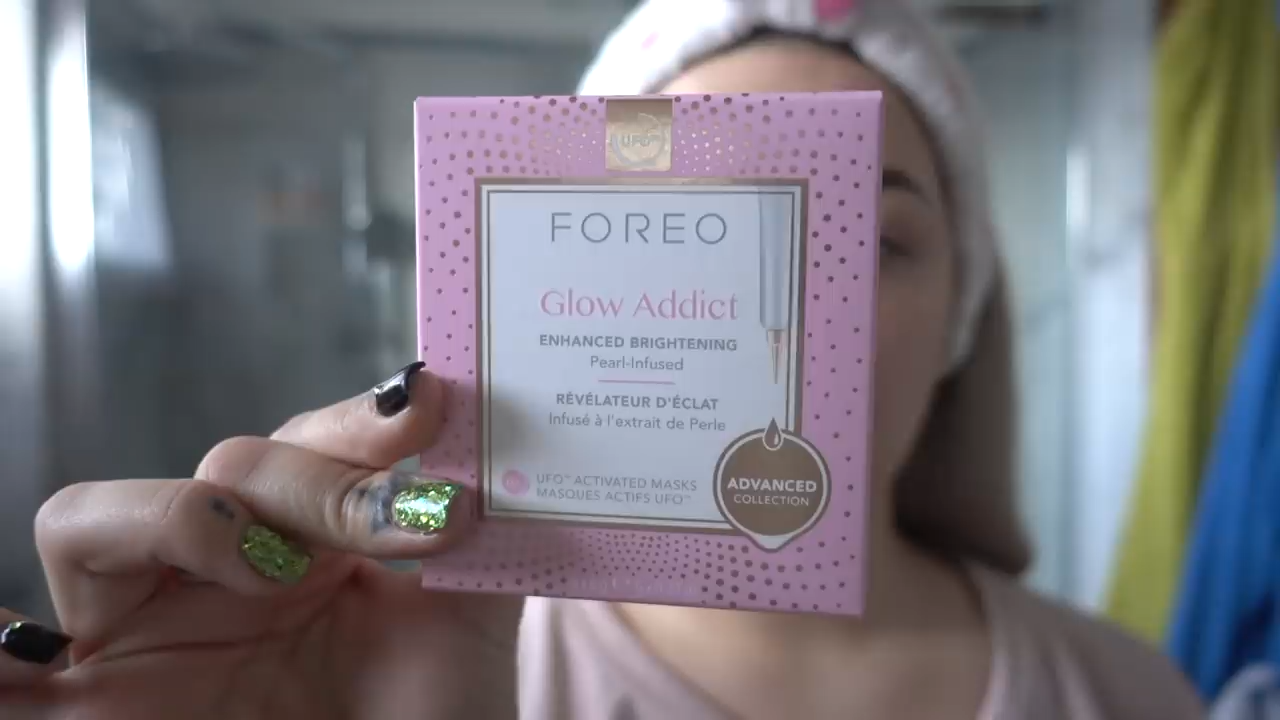 UFO™
FOREO
Glow Addict
ENHANCED BRIGHTENING
Pearl-Infused
RÉVÉLATEUR D'ÉCLAT
Infusé à l'extrait de Perle
UFO™ ACTIVATED MASKS
MASQUES ACTIFS UFO™
ADVANCED
COLLECTION